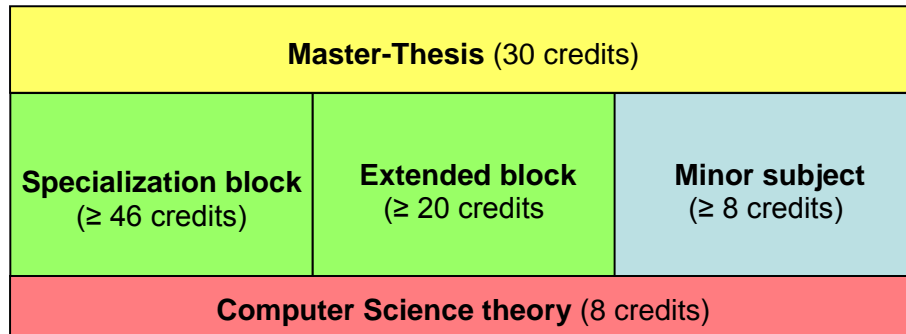 Master-Thesis (30 credits)
Specialization block
(≥ 46 credits)
Extended block
(≥ 20 credits
Minor subject
(≥ 8 credits)
Computer Science theory (8 credits)